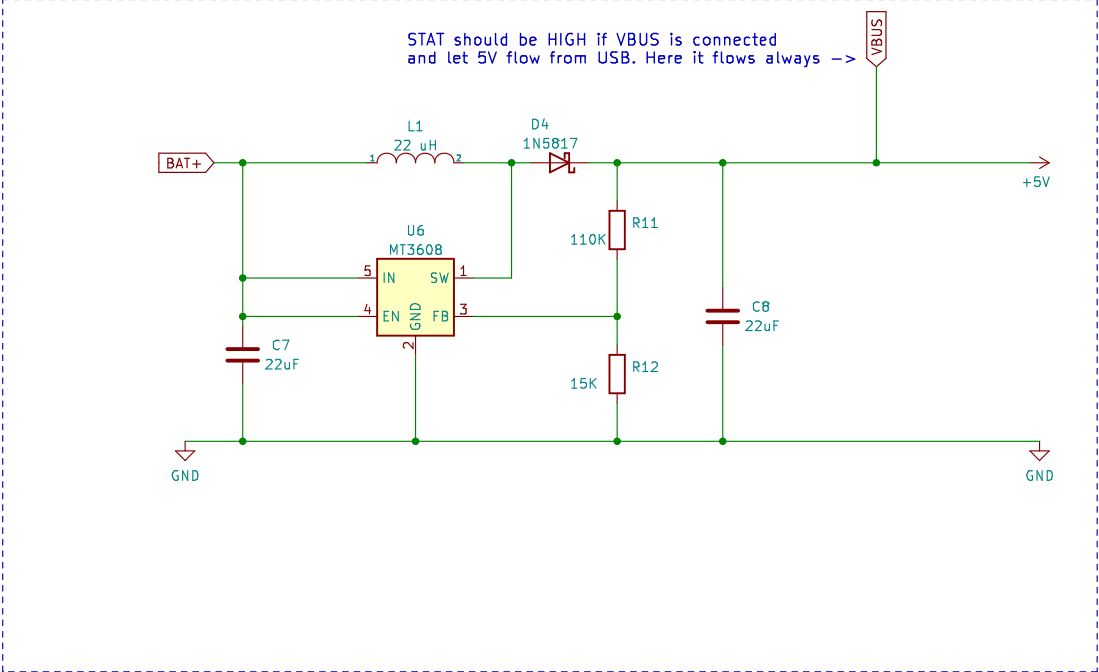 STAT should be HIGH if VBUS is connected
and let 5V flow from USB. Here it flows always ->
VBUS
BAT+
L1
22 uH
1
2
D4
1N5817
+5V
U6
MT3608
5
IN
SW
1
4
EN
GND
FB
3
2
R11
110K
R12
15K
C7
22uF
C8
22uF
GND
GND